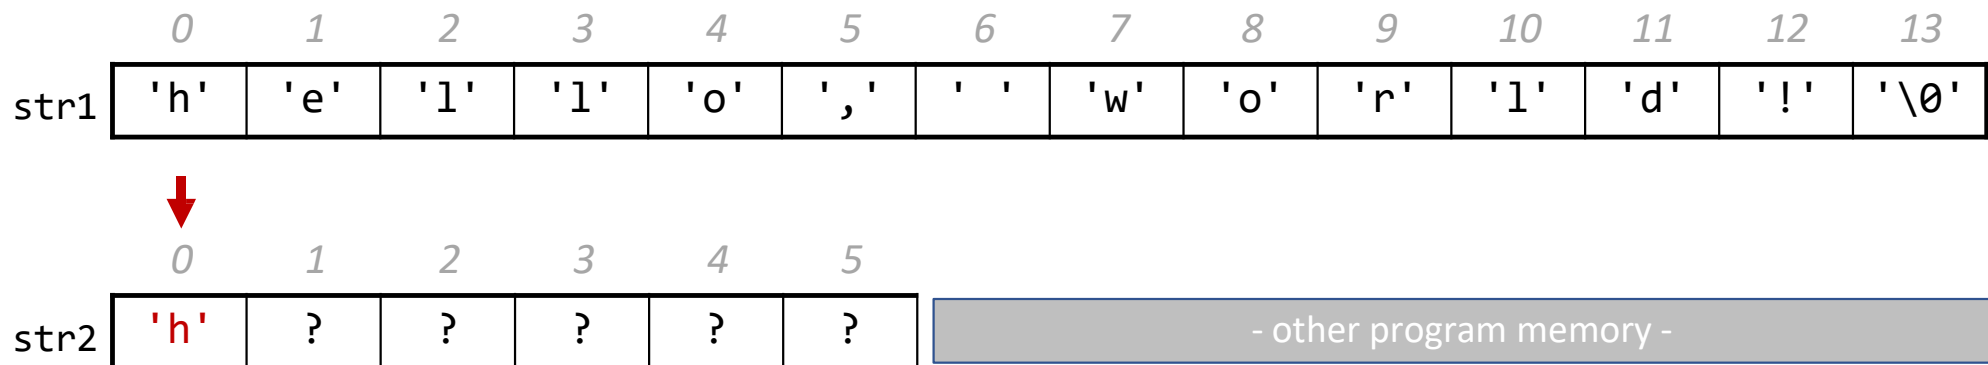 0 1 2 3 4 5 6 7 8 9 10 11 12 13
str1 'h' 'e' 'l' 'l' 'o' ',' ' ' 'w' 'o' 'r' 'l' 'd' '!' '\0'
0 1 2 3 4 5
str2 'h' ? ? ? ? ? - other program memory -